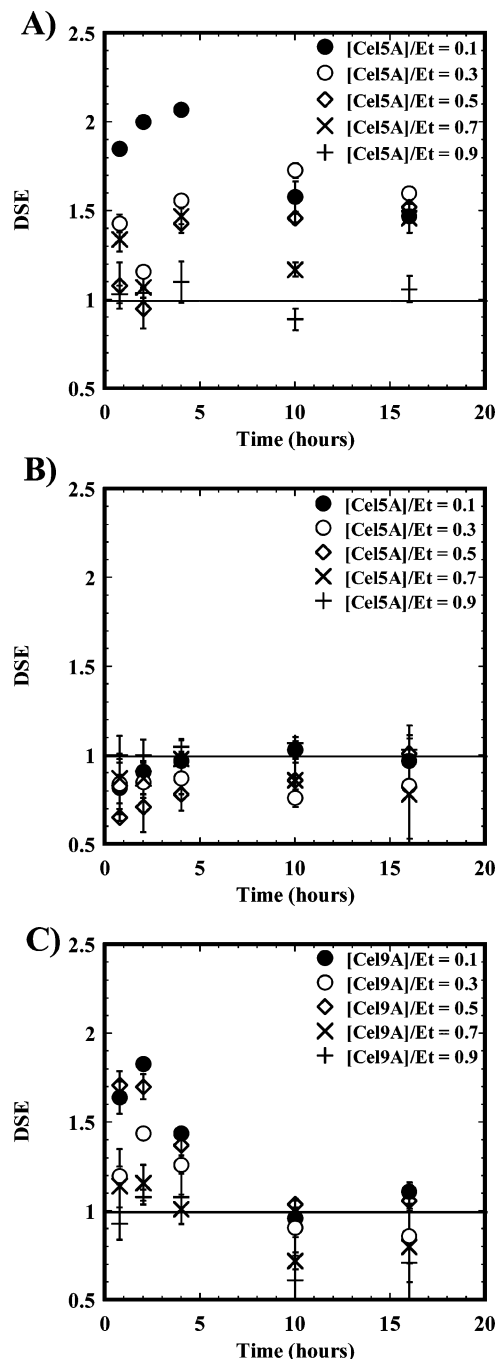 A)
2.5
[Cel5A]/Et = 0.1
[Cel5A]/Et = 0.3
2
[Cel5A]/Et = 0.5
[Cel5A]/Et = 0.7
[Cel5A]/Et = 0.9
DSE
1.5
1
0.5
0 5 10 15 20
Time (hours)
B)
2.5
[Cel5A]/Et = 0.1
[Cel5A]/Et = 0.3
[Cel5A]/Et = 0.5
2
[Cel5A]/Et = 0.7
[Cel5A]/Et = 0.9
DSE
1.5
1
0.5
0 5 10 15 20
Time (hours)
C)
2.5
[Cel9A]/Et = 0.1
[Cel9A]/Et = 0.3
[Cel9A]/Et = 0.5
2
[Cel9A]/Et = 0.7
[Cel9A]/Et = 0.9
DSE
1.5
1
0.5
0 5 10 15 20
Time (hours)